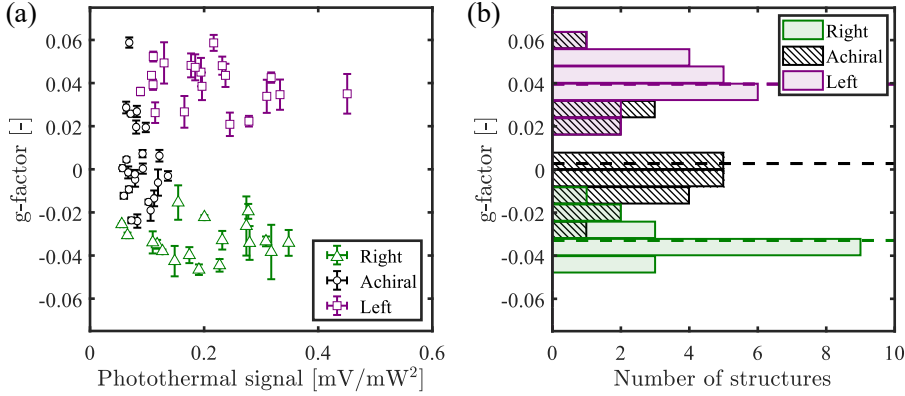 (a)
0.06
0.04
0.02
0
-0.02
-0.04
-0.06
g-factor [-]
0
0.2
0.4
0.6
Photothermal signal [mV/mW²]
Right
Achiral
Left
(b)
0.06
0.04
0.02
0
-0.02
-0.04
-0.06
g-factor [-]
0
2
4
6
8
10
Number of structures
Right
Achiral
Left